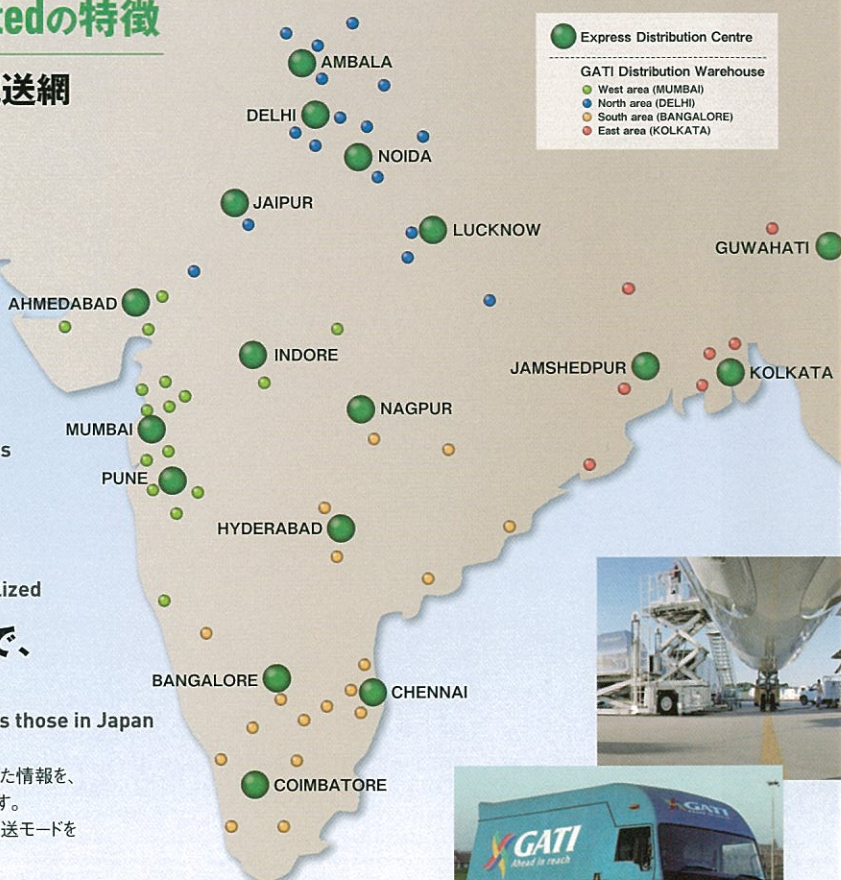 tedの特徴
送網
Express Distribution Centre
GATI Distribution Warehouse
West area (MUMBAI)
North area (DELHI)
South area (BANGALORE)
East area (KOLKATA)
AMBALA
DELHI
NOIDA
JAIPUR
LUCKNOW
GUWAHATI
AHMEDABAD
INDORE
JAMSHEDPUR
KOLKATA
NAGPUR
MUMBAI
s
PUNE
HYDERABAD
ized
で、
BANGALORE
CHENNAI
s those in Japan
た情報を、
す。
送モードを
COIMBATORE
GATI
Ahead in reach
GATI